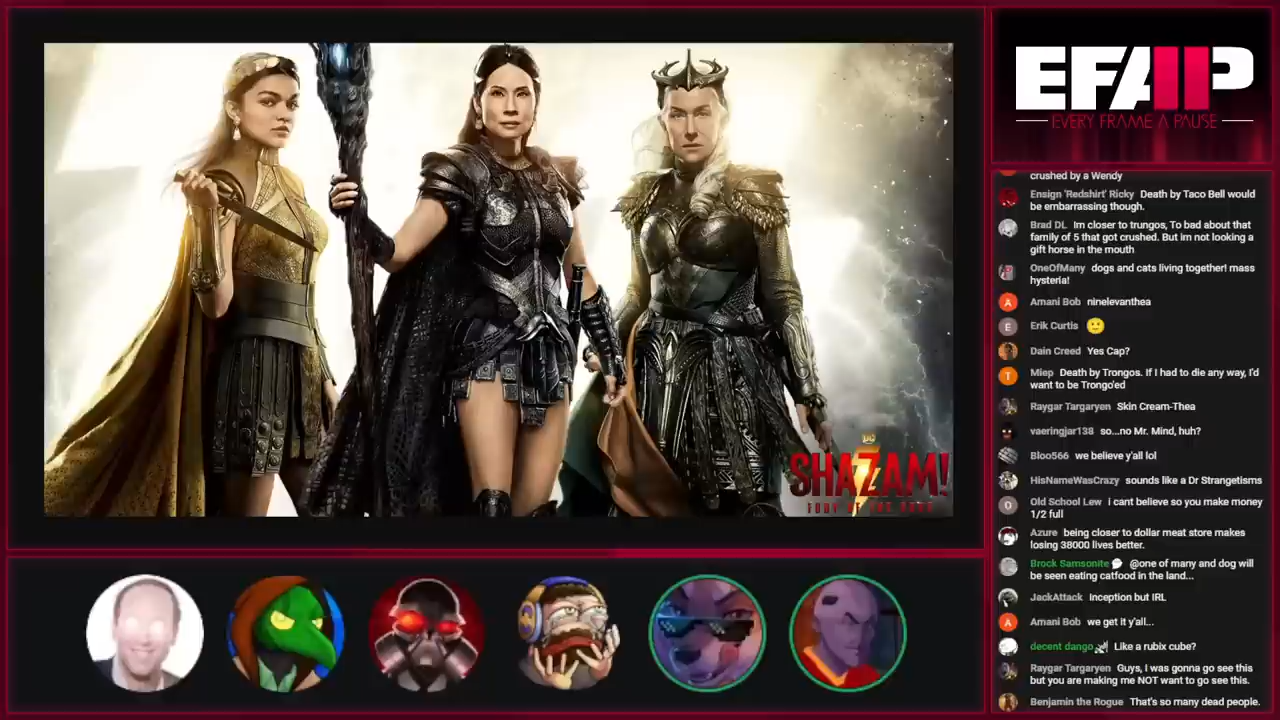 DC
SHAZAM!
FURY OF THE GODS
EFAP
EVERY FRAME A PAUSE
crushed by a Wendy
Ensign 'Redshirt' Ricky Death by Taco Bell would
be embarrassing though.
Brad DL Im closer to trungos, To bad about that
family of 5 that got crushed. But im not looking a
gift horse in the mouth
OneOfMany dogs and cats living together! mass
hysteria!
A Amani Bob ninelevanthea
E Erik Curtis
Dain Creed Yes Cap?
T Miep Death by Trongos. If I had to die any way, I'd
want to be Trongo'ed
Raygar Targaryen Skin Cream-Thea
vaeringjar138 so...no Mr. Mind, huh?
Bloo566 we believe y'all lol
HisNameWasCrazy sounds like a Dr Strangetisms
O Old School Lew i cant believe so you make money
1/2 full
Azure being closer to dollar meat store makes
losing 38000 lives better.
Brock Samsonite @one of many and dog will
be seen eating catfood in the land...
JackAttack Inception but IRL
A Amani Bob we get it y'all...
decent dango Like a rubix cube?
Raygar Targaryen Guys, I was gonna go see this
but you are making me NOT want to go see this.
Benjamin the Rogue That's so many dead people.